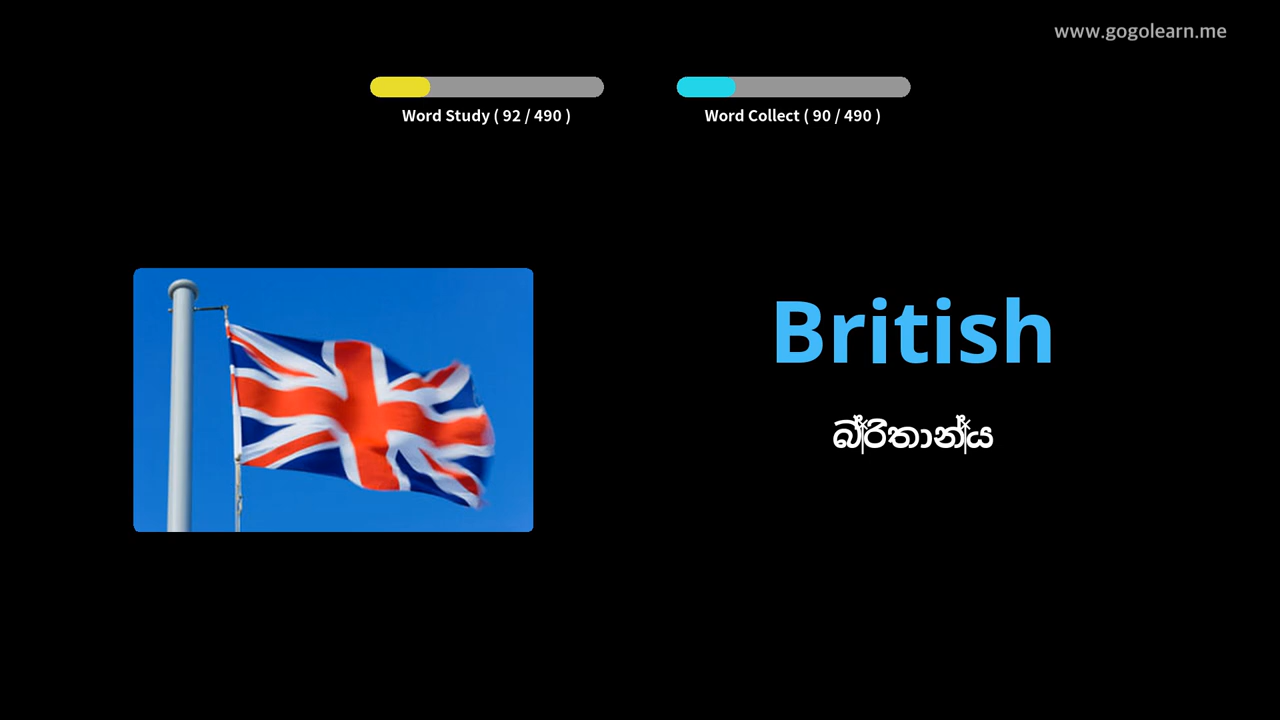 www.gogolearn.me
Word Study ( 92 / 490 )
Word Collect ( 90 / 490 )
British
බ්‍රිතාන්‍ය